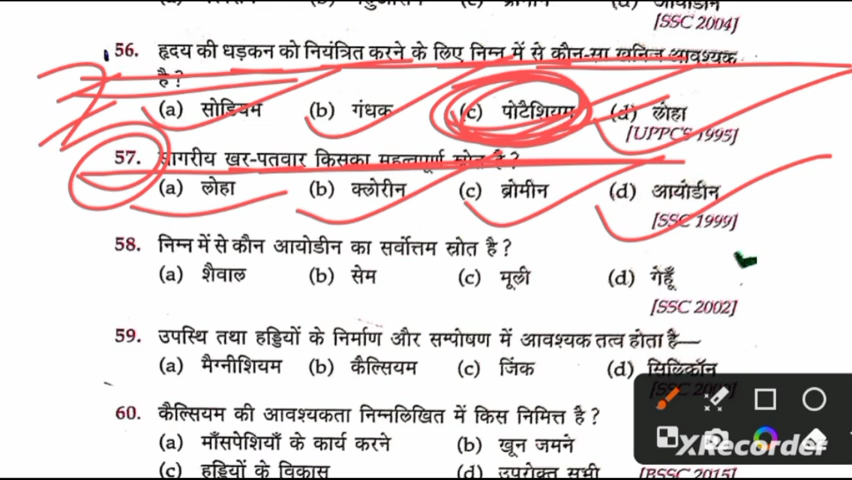 (d) आयोडीन
[SSC 2004]
56. हृदय की धड़कन को नियंत्रित करने के लिए निम्न में से कौन-सा खनिज आवश्यक
है ?
(a) सोडियम (b) गंधक (c) पोटैशियम (d) लोहा
[UPPCS 1995]
57. सागरीय खर-पतवार किसका महत्वपूर्ण स्रोत है ?
(a) लोहा (b) क्लोरीन (c) ब्रोमीन (d) आयोडीन
[SSC 1999]
58. निम्न में से कौन आयोडीन का सर्वोत्तम स्रोत है ?
(a) शैवाल (b) सेम (c) मूली (d) गेहूँ
[SSC 2002]
59. उपस्थि तथा हड्डियों के निर्माण और सम्पोषण में आवश्यक तत्व होता है—
(a) मैग्नीशियम (b) कैल्सियम (c) जिंक (d) सिलिकॉन
60. कैल्सियम की आवश्यकता निम्नलिखित में किस निमित्त है ?
(a) माँसपेशियाँ के कार्य करने (b) खून जमने
XRecorder
(c) हड्डियों के विकास (d) उपरोक्त सभी [BSSC 2015]